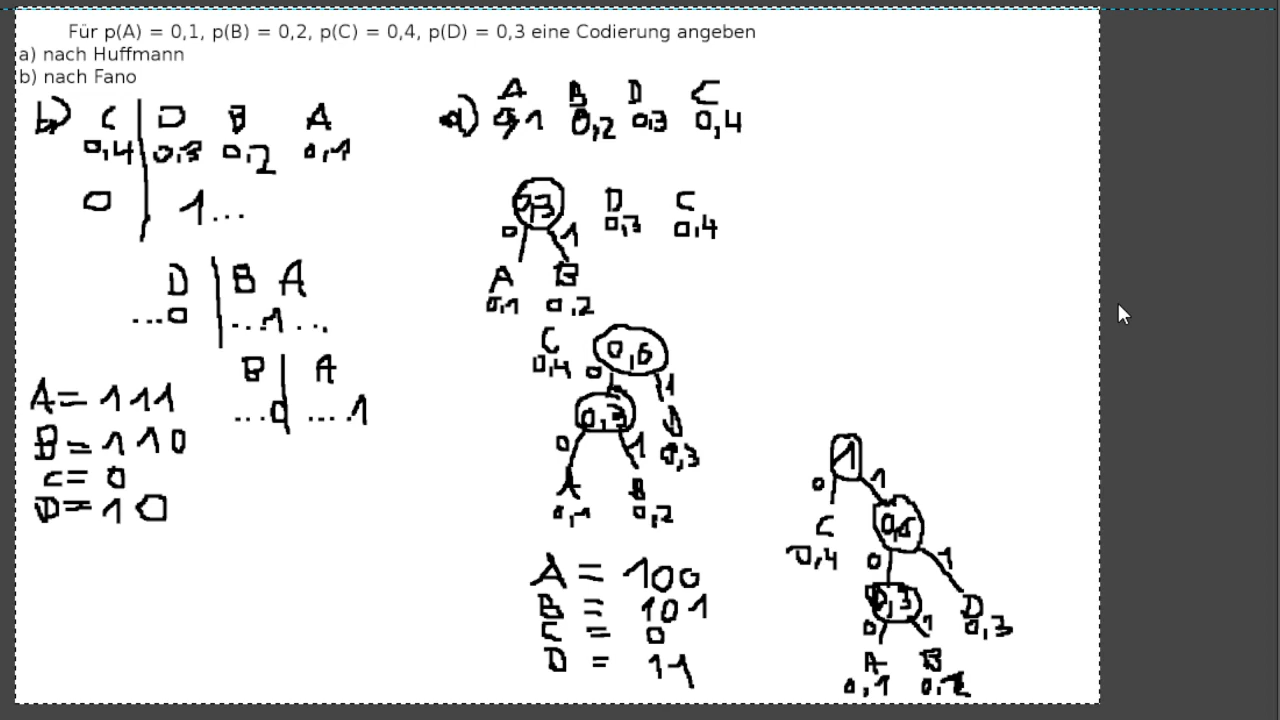 Für p(A) = 0,1, p(B) = 0,2, p(C) = 0,4, p(D) = 0,3 eine Codierung angeben
a) nach Huffmann
b) nach Fano
b) C D B A
0,4 0,3 0,2 0,1
0 1...
D B A
...0 ...1...
B A
...0 ...1
A = 111
B = 110
C = 0
D = 10
a) A B D C
0,1 0,2 0,3 0,4
0,3 D C
0,3 0,4
0 1
A B
0,1 0,2
C 0,6
0,4 0 1
0,3 D
0,3
0 1
A B
0,1 0,2
A = 100
B = 101
C = 0
D = 11
1
0 1
C 0,6
0,4
0 1
0,3 D
0,3
0 1
A B
0,1 0,2